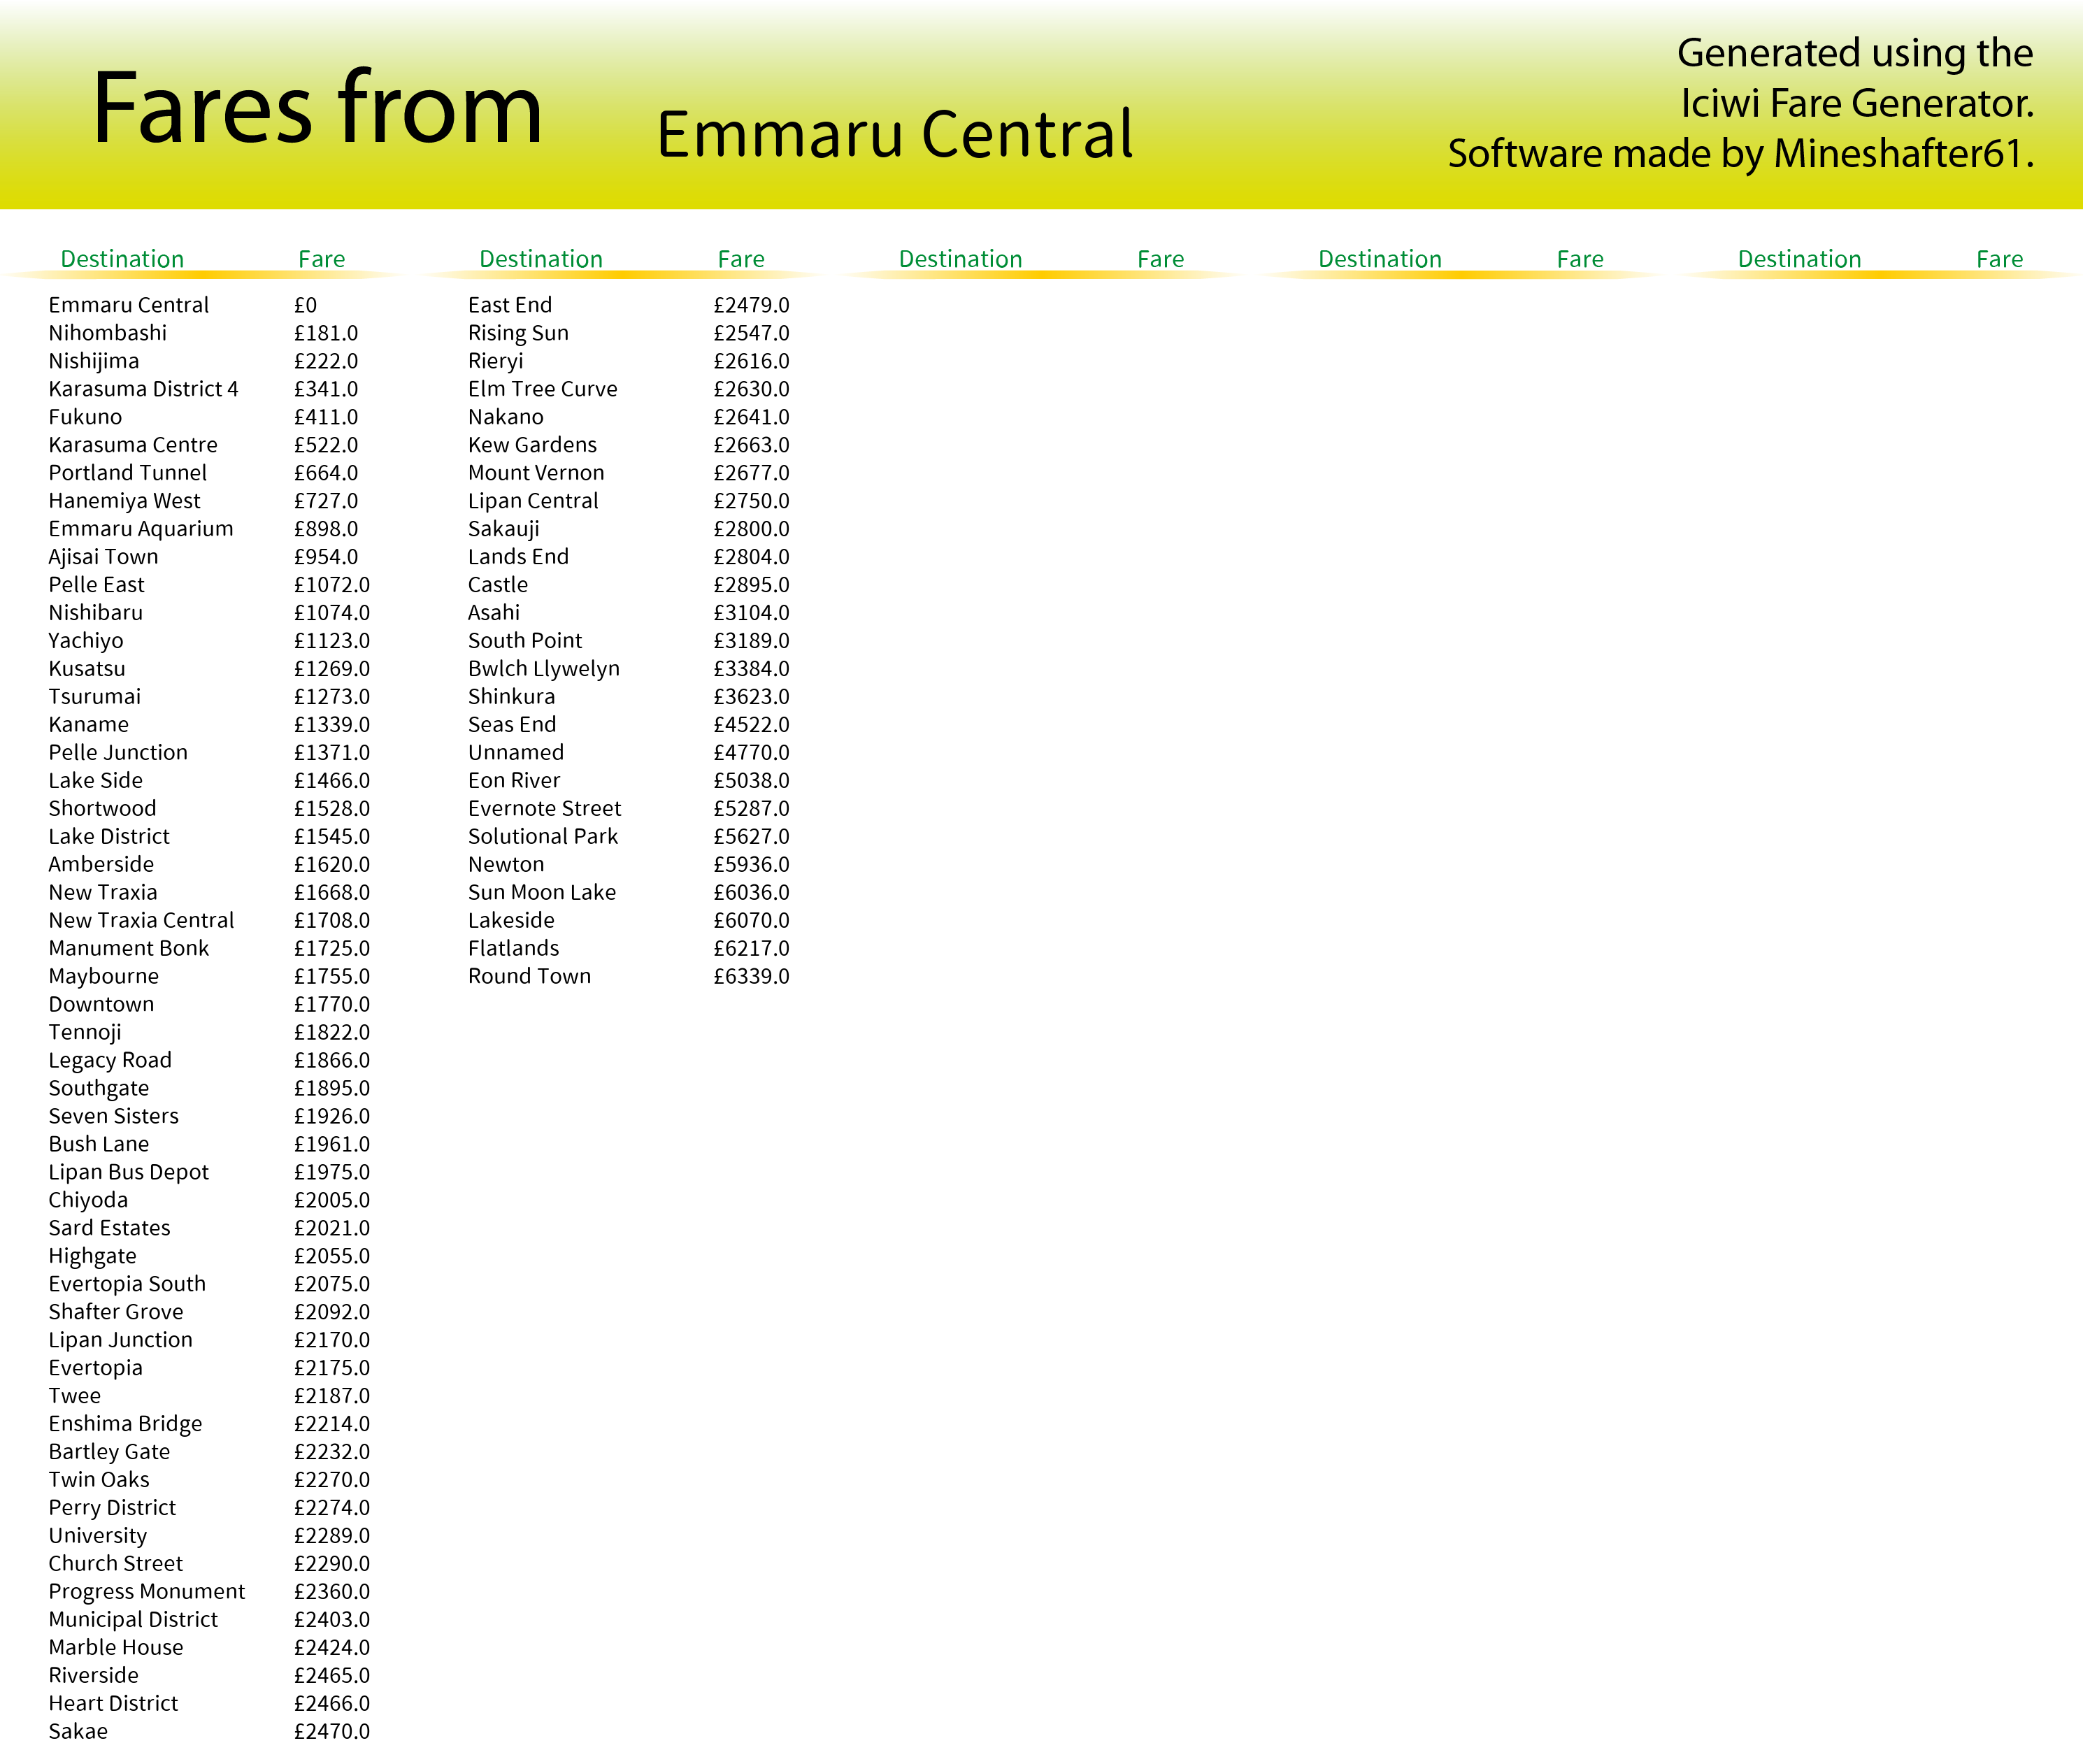 Fares from Emmaru Central
Generated using the
Iciwi Fare Generator.
Software made by Mineshafter61.
Destination Fare
Emmaru Central £0
Nihombashi £181.0
Nishijima £222.0
Karasuma District 4 £341.0
Fukuno £411.0
Karasuma Centre £522.0
Portland Tunnel £664.0
Hanemiya West £727.0
Emmaru Aquarium £898.0
Ajisai Town £954.0
Pelle East £1072.0
Nishibaru £1074.0
Yachiyo £1123.0
Kusatsu £1269.0
Tsurumai £1273.0
Kaname £1339.0
Pelle Junction £1371.0
Lake Side £1466.0
Shortwood £1528.0
Lake District £1545.0
Amberside £1620.0
New Traxia £1668.0
New Traxia Central £1708.0
Manument Bonk £1725.0
Maybourne £1755.0
Downtown £1770.0
Tennoji £1822.0
Legacy Road £1866.0
Southgate £1895.0
Seven Sisters £1926.0
Bush Lane £1961.0
Lipan Bus Depot £1975.0
Chiyoda £2005.0
Sard Estates £2021.0
Highgate £2055.0
Evertopia South £2075.0
Shafter Grove £2092.0
Lipan Junction £2170.0
Evertopia £2175.0
Twee £2187.0
Enshima Bridge £2214.0
Bartley Gate £2232.0
Twin Oaks £2270.0
Perry District £2274.0
University £2289.0
Church Street £2290.0
Progress Monument £2360.0
Municipal District £2403.0
Marble House £2424.0
Riverside £2465.0
Heart District £2466.0
Sakae £2470.0
Destination Fare
East End £2479.0
Rising Sun £2547.0
Rieryi £2616.0
Elm Tree Curve £2630.0
Nakano £2641.0
Kew Gardens £2663.0
Mount Vernon £2677.0
Lipan Central £2750.0
Sakauji £2800.0
Lands End £2804.0
Castle £2895.0
Asahi £3104.0
South Point £3189.0
Bwlch Llywelyn £3384.0
Shinkura £3623.0
Seas End £4522.0
Unnamed £4770.0
Eon River £5038.0
Evernote Street £5287.0
Solutional Park £5627.0
Newton £5936.0
Sun Moon Lake £6036.0
Lakeside £6070.0
Flatlands £6217.0
Round Town £6339.0
Destination Fare
Destination Fare
Destination Fare